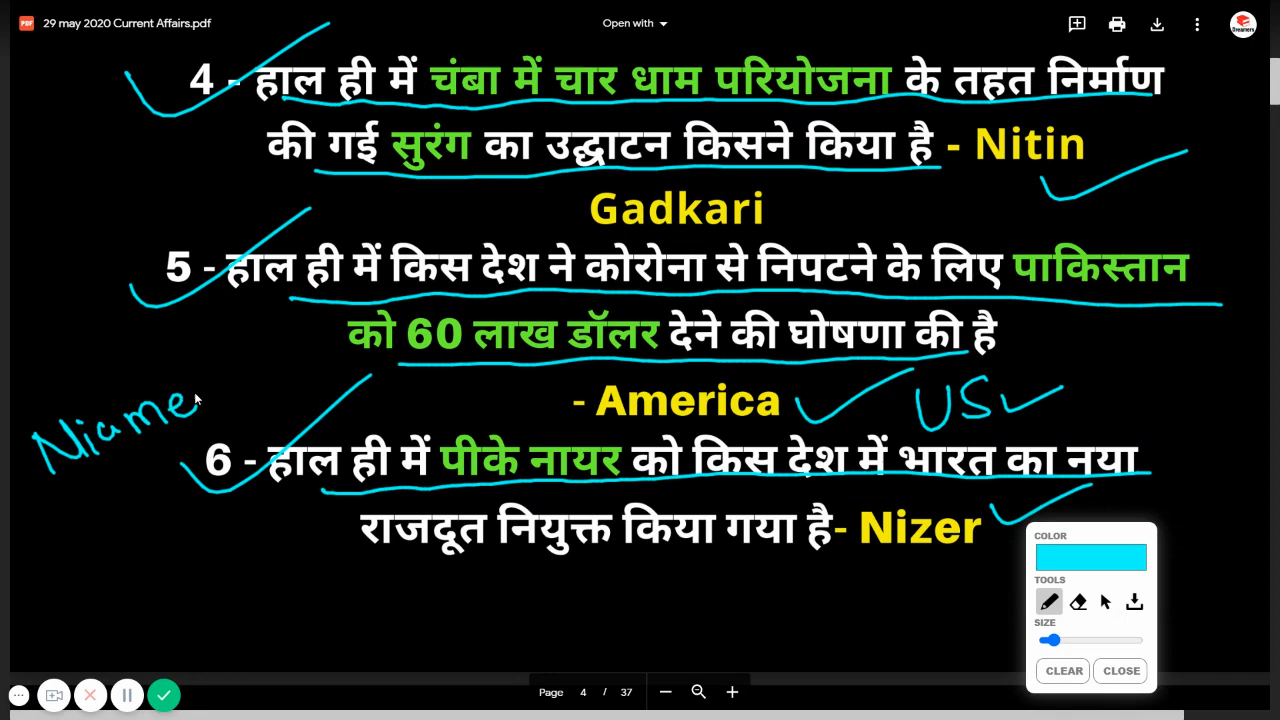 29 may 2020 Current Affairs.pdf
Open with
Dreamers
4 - हाल ही में चंबा में चार धाम परियोजना के तहत निर्माण
की गई सुरंग का उद्घाटन किसने किया है - Nitin
Gadkari
5 - हाल ही में किस देश ने कोरोना से निपटने के लिए पाकिस्तान
को 60 लाख डॉलर देने की घोषणा की है
- America
US
Niame
6 - हाल ही में पीके नायर को किस देश में भारत का नया
राजदूत नियुक्त किया गया है- Nizer
COLOR
TOOLS
SIZE
CLEAR CLOSE
Page 4 / 37